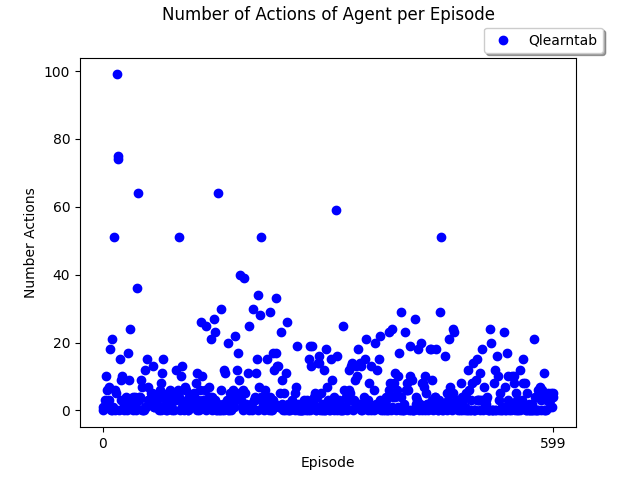 Number of Actions of Agent per Episode
Qlearntab
100
80
60
40
20
0
Number Actions
0 599
Episode